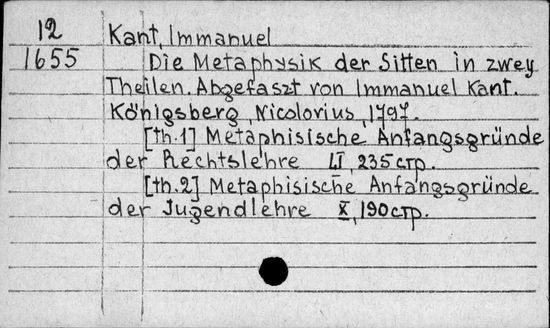 12 Kant, Immanuel
1655 Die Metaphysik der Sitten in zwey
Theilen. Abgefaszt von Immanuel Kant.
Königsberg, Nicolovius, 1797.
[th.1] Metaphisische Anfangsgründe
der Rechtslehre LI, 235 стр.
[th.2] Metaphisische Anfangsgründe
der Jugendlehre X, 190 стр.